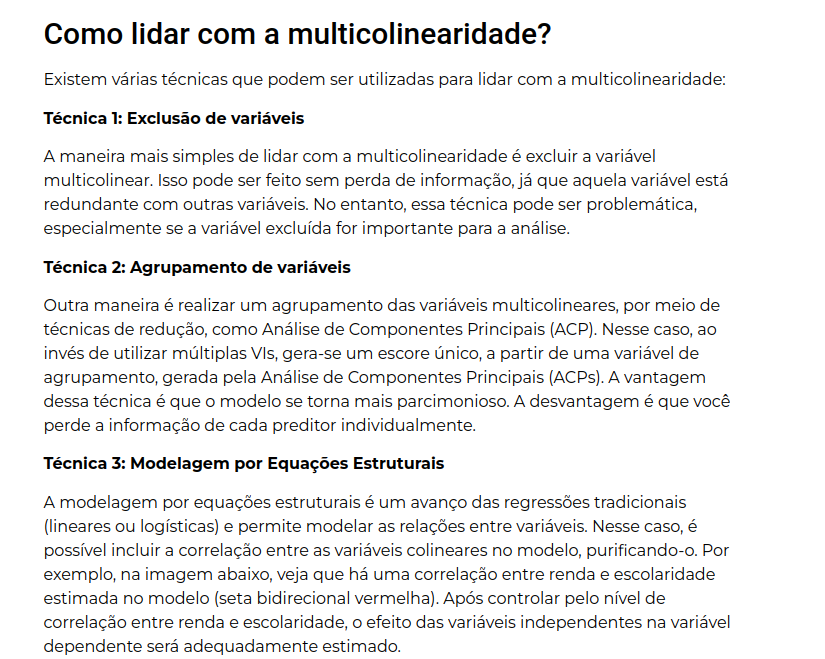 Como lidar com a multicolinearidade?
Existem várias técnicas que podem ser utilizadas para lidar com a multicolinearidade:
Técnica 1: Exclusão de variáveis
A maneira mais simples de lidar com a multicolinearidade é excluir a variável
multicolinear. Isso pode ser feito sem perda de informação, já que aquela variável está
redundante com outras variáveis. No entanto, essa técnica pode ser problemática,
especialmente se a variável excluída for importante para a análise.
Técnica 2: Agrupamento de variáveis
Outra maneira é realizar um agrupamento das variáveis multicolineares, por meio de
técnicas de redução, como Análise de Componentes Principais (ACP). Nesse caso, ao
invés de utilizar múltiplas VIs, gera-se um escore único, a partir de uma variável de
agrupamento, gerada pela Análise de Componentes Principais (ACPs). A vantagem
dessa técnica é que o modelo se torna mais parcimonioso. A desvantagem é que você
perde a informação de cada preditor individualmente.
Técnica 3: Modelagem por Equações Estruturais
A modelagem por equações estruturais é um avanço das regressões tradicionais
(lineares ou logísticas) e permite modelar as relações entre variáveis. Nesse caso, é
possível incluir a correlação entre as variáveis colineares no modelo, purificando-o. Por
exemplo, na imagem abaixo, veja que há uma correlação entre renda e escolaridade
estimada no modelo (seta bidirecional vermelha). Após controlar pelo nível de
correlação entre renda e escolaridade, o efeito das variáveis independentes na variável
dependente será adequadamente estimado.